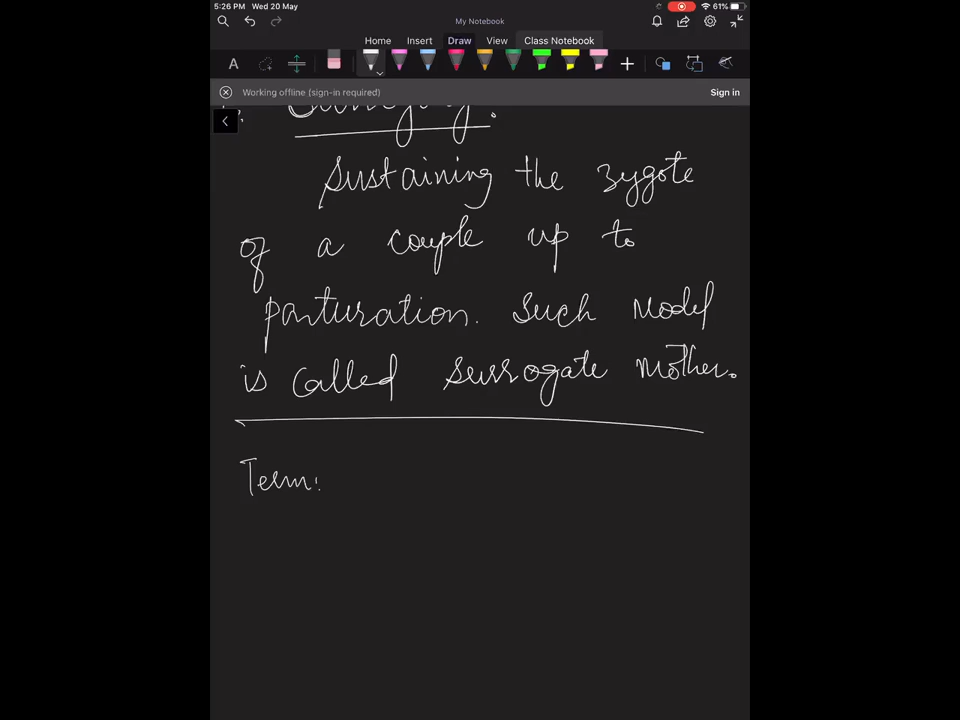 5:26 PM Wed 20 May 61%
My Notebook
Home Insert Draw View Class Notebook
A
Working offline (sign-in required) Sign in
Sustaining the zygote
of a couple up to
parturation. Such model
is called surrogate mother.
Term: